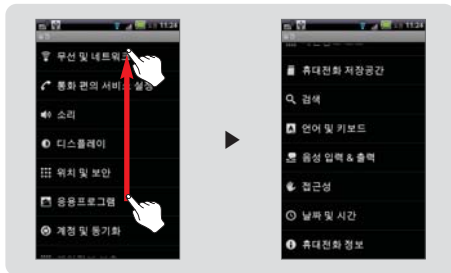 11:24
무선 및 네트워크
통화 편의 서비스 설정
소리
디스플레이
위치 및 보안
응용프로그램
계정 및 동기화
11:24
휴대전화 저장공간
검색
언어 및 키보드
음성 입력 & 출력
접근성
날짜 및 시간
휴대전화 정보